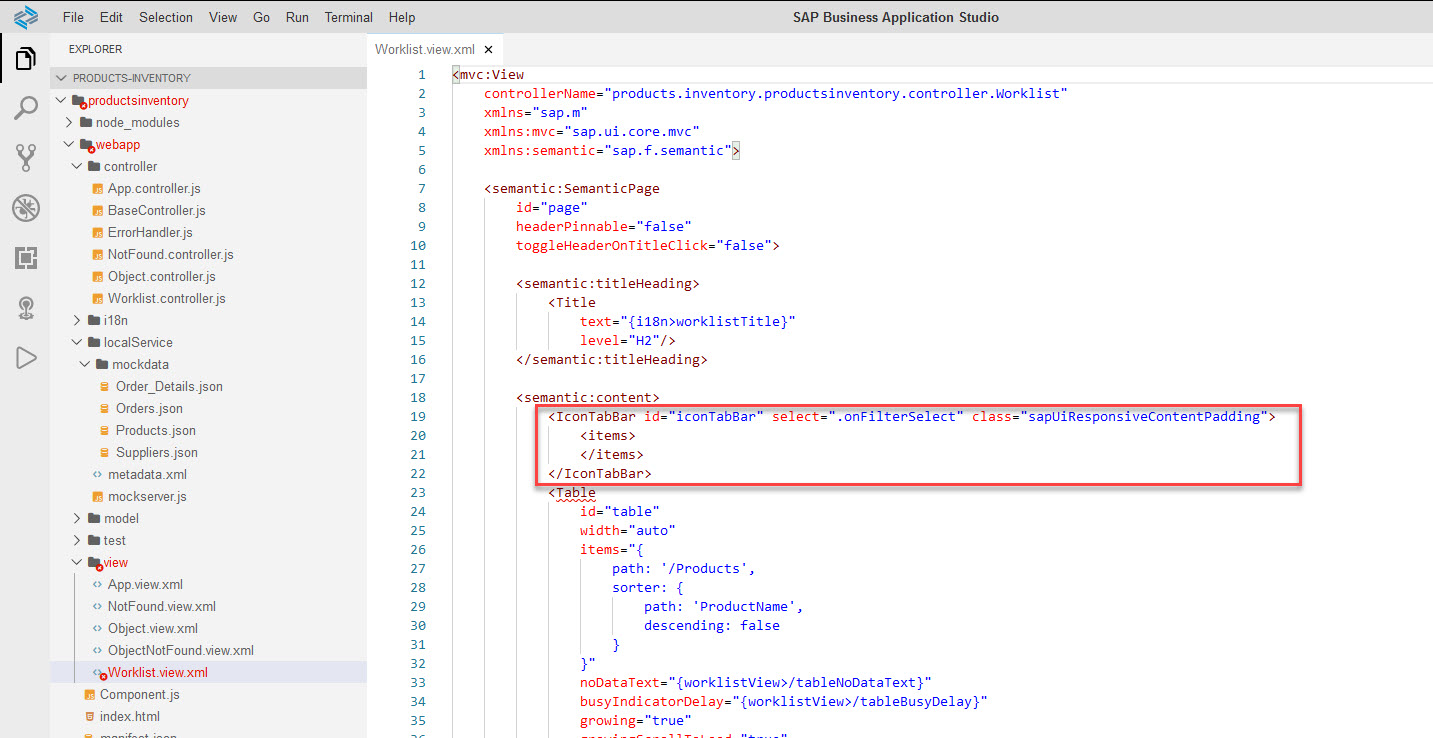 File Edit Selection View Go Run Terminal Help
SAP Business Application Studio
EXPLORER
PRODUCTS-INVENTORY
productsinventory
node_modules
webapp
controller
App.controller.js
BaseController.js
ErrorHandler.js
NotFound.controller.js
Object.controller.js
Worklist.controller.js
i18n
localService
mockdata
Order_Details.json
Orders.json
Products.json
Suppliers.json
metadata.xml
mockserver.js
model
test
view
App.view.xml
NotFound.view.xml
Object.view.xml
ObjectNotFound.view.xml
Worklist.view.xml
Component.js
index.html
manifest.json
Worklist.view.xml ×
1 <mvc:View
2 controllerName="products.inventory.productsinventory.controller.Worklist"
3 xmlns="sap.m"
4 xmlns:mvc="sap.ui.core.mvc"
5 xmlns:semantic="sap.f.semantic">
6
7 <semantic:SemanticPage
8 id="page"
9 headerPinnable="false"
10 toggleHeaderOnTitleClick="false">
11
12 <semantic:titleHeading>
13 <Title
14 text="{i18n>worklistTitle}"
15 level="H2"/>
16 </semantic:titleHeading>
17
18 <semantic:content>
19 <IconTabBar id="iconTabBar" select=".onFilterSelect" class="sapUiResponsiveContentPadding">
20 <items>
21 </items>
22 </IconTabBar>
23 <Table
24 id="table"
25 width="auto"
26 items="{
27 path: '/Products',
28 sorter: {
29 path: 'ProductName',
30 descending: false
31 }
32 }"
33 noDataText="{worklistView>/tableNoDataText}"
34 busyIndicatorDelay="{worklistView>/tableBusyDelay}"
35 growing="true"
36 growingScrollToLoad="true"